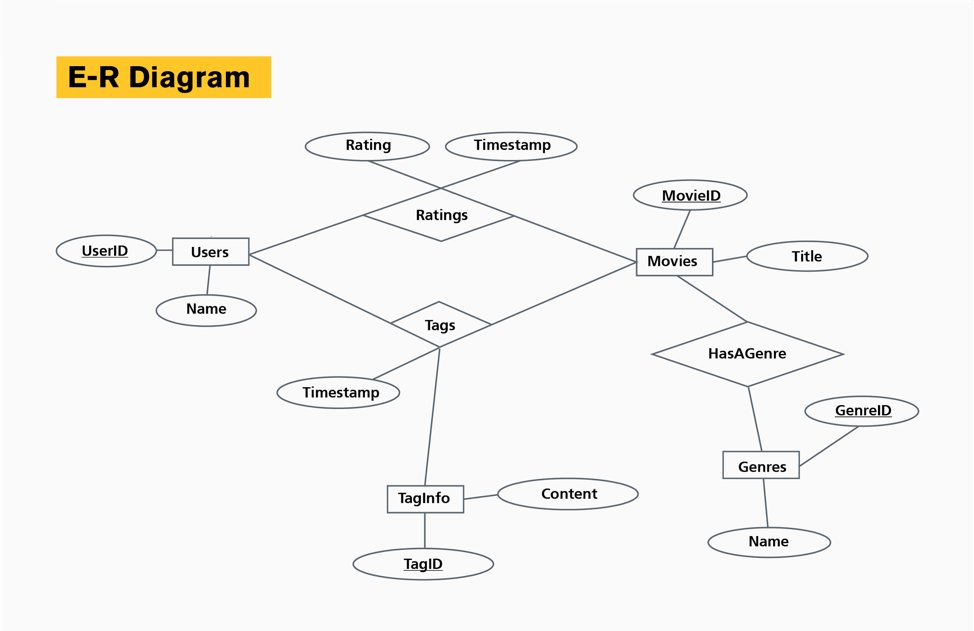 E-R Diagram
Rating
Timestamp
MovieID
Ratings
UserID
Users
Movies
Title
Name
Tags
HasAGenre
Timestamp
GenreID
Genres
TagInfo
Content
Name
TagID